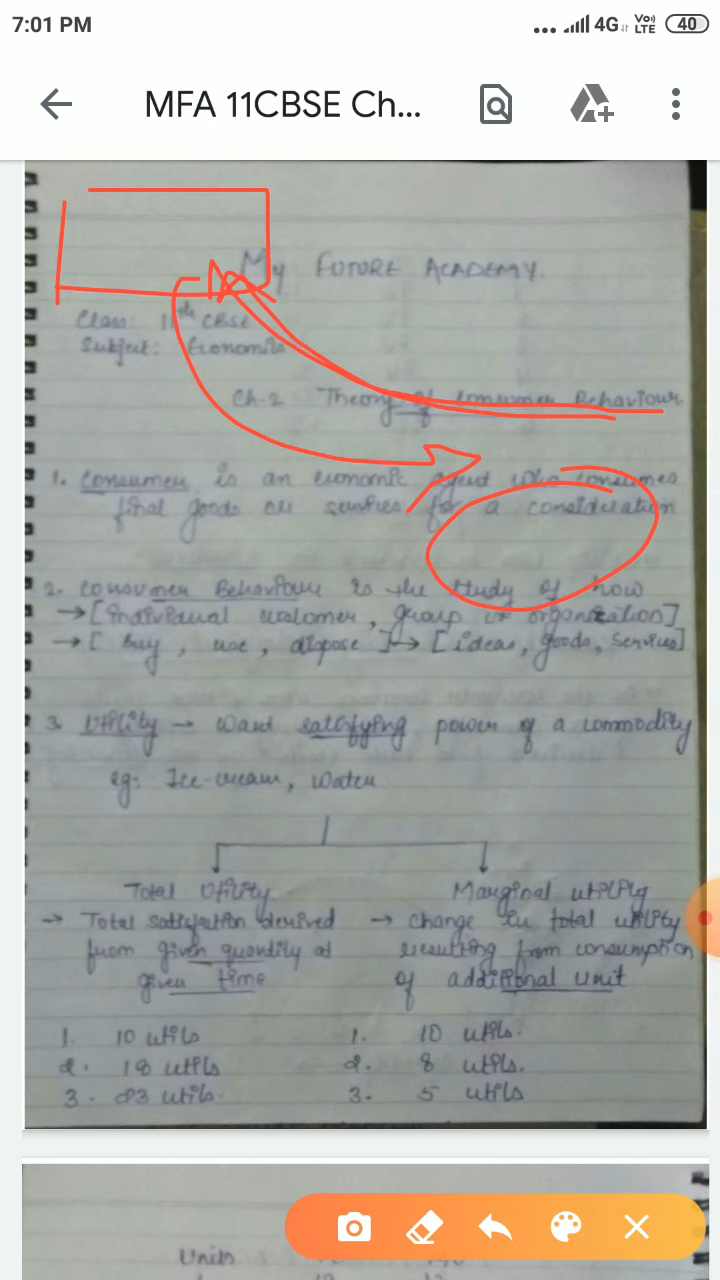 7:01 PM
4G Vo)) LTE 40
MFA 11CBSE Ch...
My FUTURE ACADEMY
Class: 11th CBSE
Subject: Economics
Ch-2 Theory of Consumer Behaviour
1. Consumer is an economic agent who consumes
final goods or services for a consideration
2. Consumer Behaviour is the study of how
→ [individual customer, group or organization]
→ [Buy, use, dispose] → [ideas, goods, services]
3. Utility → Want satisfying power of a commodity
eg: Ice-cream, Water
Total Utility
→ Total satisfaction derived
from given quantity at
given time
1. 10 utils
2. 18 utils
3. 23 utils.
Marginal utility
→ change in total utility
resulting from consumption
of additional unit
1. 10 utils.
2. 8 utils.
3. 5 utils
Units